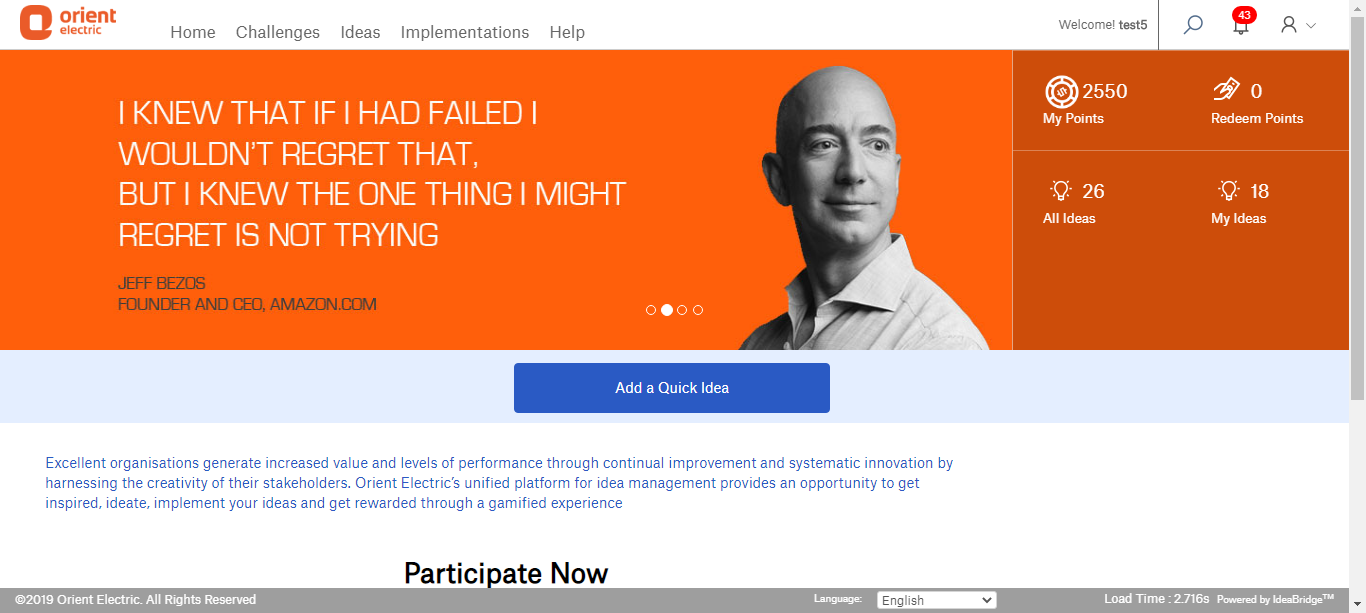 orient
electric
Home Challenges Ideas Implementations Help
Welcome! test5
43
I KNEW THAT IF I HAD FAILED I
WOULDN'T REGRET THAT,
BUT I KNEW THE ONE THING I MIGHT
REGRET IS NOT TRYING
JEFF BEZOS
FOUNDER AND CEO, AMAZON.COM
2550
My Points
0
Redeem Points
26
All Ideas
18
My Ideas
Add a Quick Idea
Excellent organisations generate increased value and levels of performance through continual improvement and systematic innovation by
harnessing the creativity of their stakeholders. Orient Electric's unified platform for idea management provides an opportunity to get
inspired, ideate, implement your ideas and get rewarded through a gamified experience
Participate Now
©2019 Orient Electric. All Rights Reserved
Language: English
Load Time : 2.716s Powered by IdeaBridge™